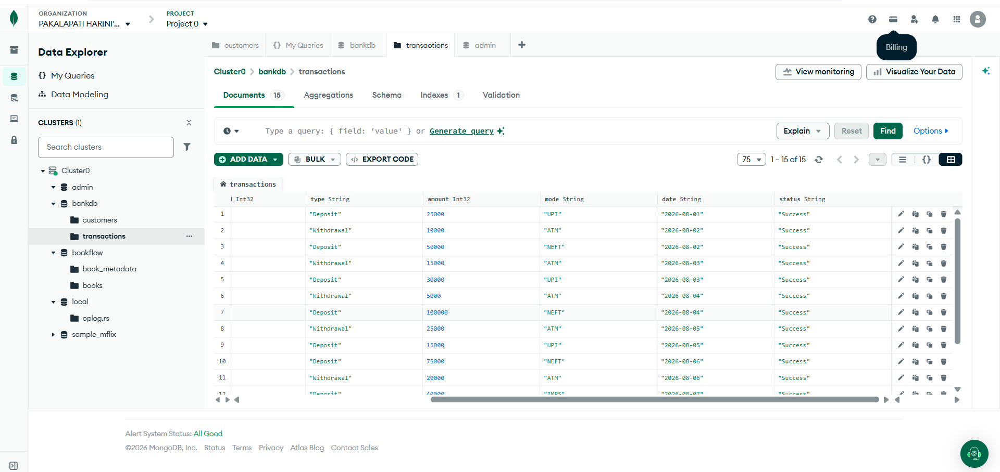 ORGANIZATION
PAKALAPATI HARINI'...
PROJECT
Project 0
Billing
Data Explorer
My Queries
Data Modeling
CLUSTERS (1)
Search clusters
Cluster0
admin
bankdb
customers
transactions
bookflow
book_metadata
books
local
oplog.rs
sample_mflix
customers
{} My Queries
bankdb
transactions
admin
Cluster0 > bankdb > transactions
View monitoring
Visualize Your Data
Documents 15
Aggregations
Schema
Indexes 1
Validation
Type a query: { field: 'value' } or Generate query
Explain
Reset
Find
Options
ADD DATA
BULK
</> EXPORT CODE
75
1 – 15 of 15
{}
transactions
Int32 type String amount Int32 mode String date String status String
1 "Deposit" 25000 "UPI" "2026-08-01" "Success"
2 "Withdrawal" 10000 "ATM" "2026-08-02" "Success"
3 "Deposit" 50000 "NEFT" "2026-08-02" "Success"
4 "Withdrawal" 15000 "ATM" "2026-08-03" "Success"
5 "Deposit" 30000 "UPI" "2026-08-03" "Success"
6 "Withdrawal" 5000 "ATM" "2026-08-04" "Success"
7 "Deposit" 100000 "NEFT" "2026-08-04" "Success"
8 "Withdrawal" 25000 "ATM" "2026-08-05" "Success"
9 "Deposit" 15000 "UPI" "2026-08-05" "Success"
10 "Deposit" 75000 "NEFT" "2026-08-06" "Success"
11 "Withdrawal" 20000 "ATM" "2026-08-06" "Success"
12 "Deposit" 40000 "IMPS" "2026-08-07" "Success"
Alert System Status: All Good
©2026 MongoDB, Inc. Status Terms Privacy Atlas Blog Contact Sales